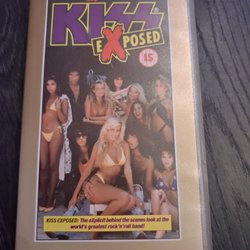 KISS
EXPOSED
15
KISS EXPOSED: The eXplicit behind the scenes look at the
world's greatest rock'n'roll band!